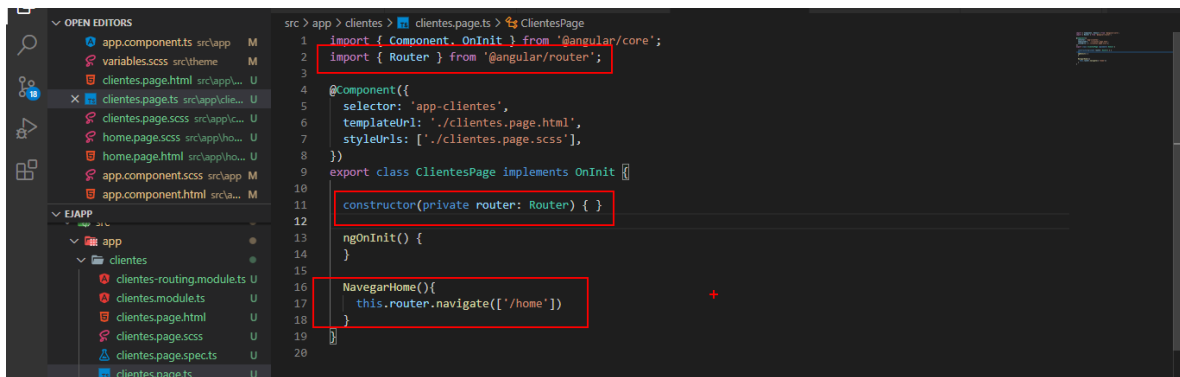 OPEN EDITORS
app.component.ts src\app M
variables.scss src\theme M
clientes.page.html src\app\... U
clientes.page.ts src\app\clie... U
clientes.page.scss src\app\c... U
home.page.scss src\app\ho... U
home.page.html src\app\ho... U
app.component.scss src\app M
app.component.html src\a... M
EJAPP
src
app
clientes
clientes-routing.module.ts U
clientes.module.ts U
clientes.page.html U
clientes.page.scss U
clientes.page.spec.ts U
clientes.page.ts U
18
src > app > clientes > clientes.page.ts > ClientesPage
1 import { Component, OnInit } from '@angular/core';
2 import { Router } from '@angular/router';
3
4 @Component({
5 selector: 'app-clientes',
6 templateUrl: './clientes.page.html',
7 styleUrls: ['./clientes.page.scss'],
8 })
9 export class ClientesPage implements OnInit {
10
11 constructor(private router: Router) { }
12
13 ngOnInit() {
14 }
15
16 NavegarHome(){
17 this.router.navigate(['/home'])
18 }
19 }
20